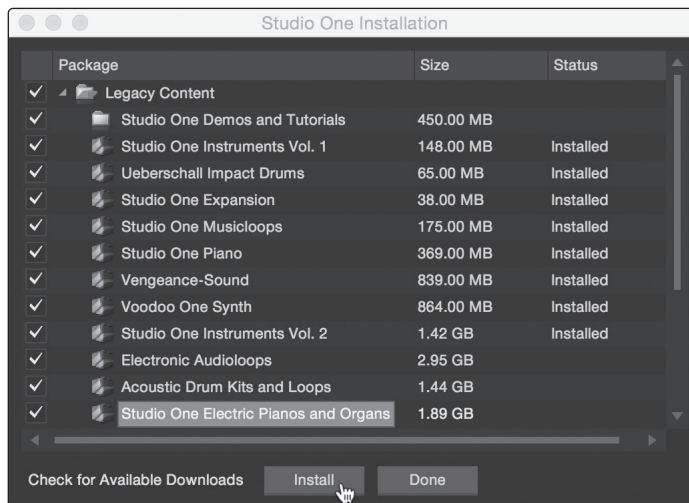 Studio One Installation
Package Size Status
Legacy Content
Studio One Demos and Tutorials 450.00 MB
Studio One Instruments Vol. 1 148.00 MB Installed
Ueberschall Impact Drums 65.00 MB Installed
Studio One Expansion 38.00 MB Installed
Studio One Musicloops 175.00 MB Installed
Studio One Piano 369.00 MB Installed
Vengeance-Sound 839.00 MB Installed
Voodoo One Synth 864.00 MB Installed
Studio One Instruments Vol. 2 1.42 GB Installed
Electronic Audioloops 2.95 GB
Acoustic Drum Kits and Loops 1.44 GB
Studio One Electric Pianos and Organs 1.89 GB
Check for Available Downloads Install Done